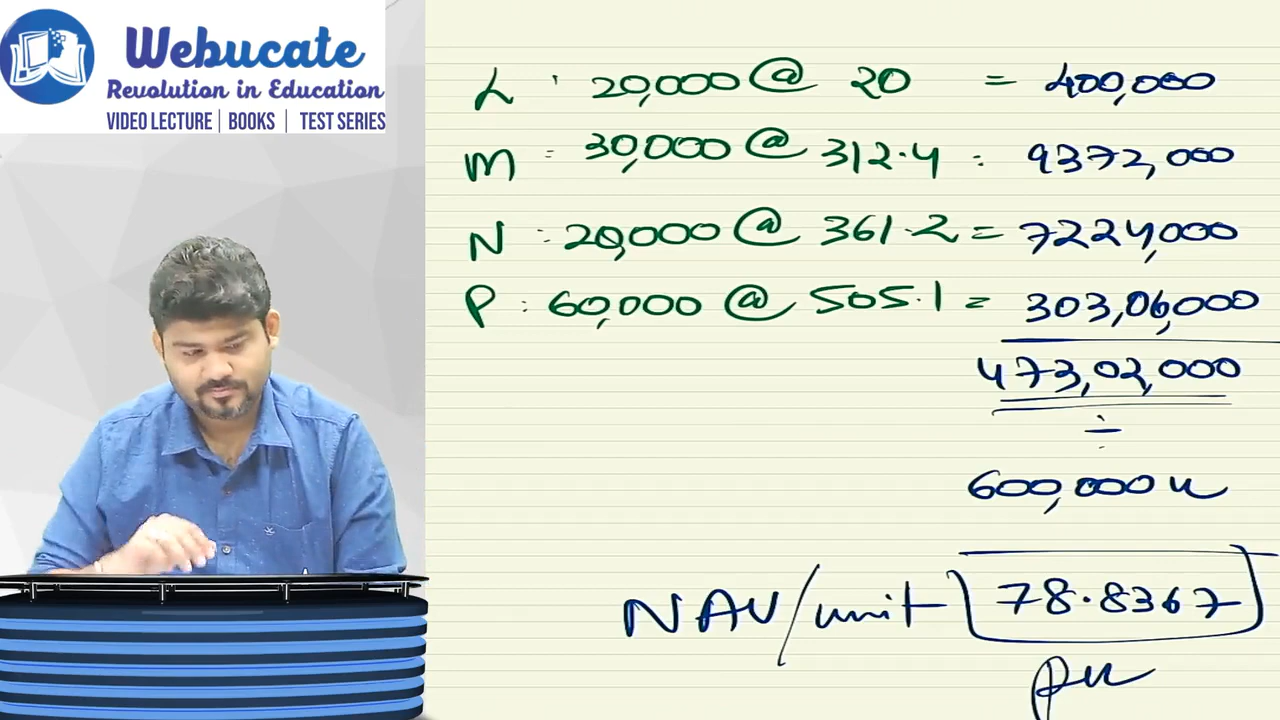 Webucate
Revolution in Education
VIDEO LECTURE | BOOKS | TEST SERIES
L : 20,000 @ 20 = 400,000
M : 30,000 @ 312.4 = 9372,000
N : 20,000 @ 361.2 = 7224,000
P : 60,000 @ 505.1 = 303,06,000
473,02,000
÷
600,000 u
NAV/unit 78.8367
pu